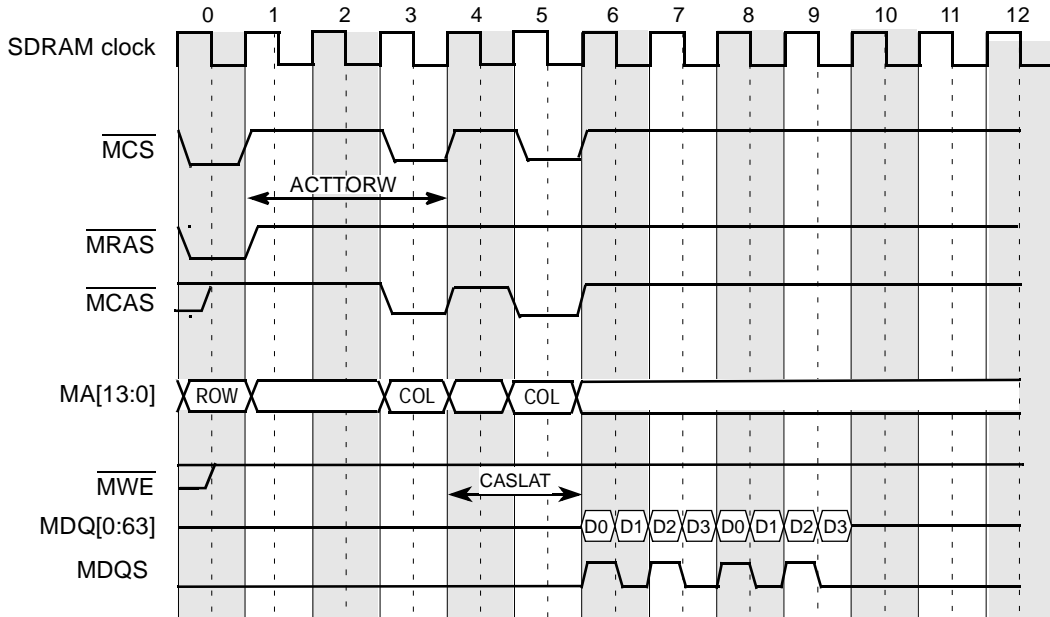 0 1 2 3 4 5 6 7 8 9 10 11 12
SDRAM clock
MCS
ACTTORW
MRAS
MCAS
MA[13:0] ROW COL COL
MWE
CASLAT
MDQ[0:63] D0 D1 D2 D3 D0 D1 D2 D3
MDQS